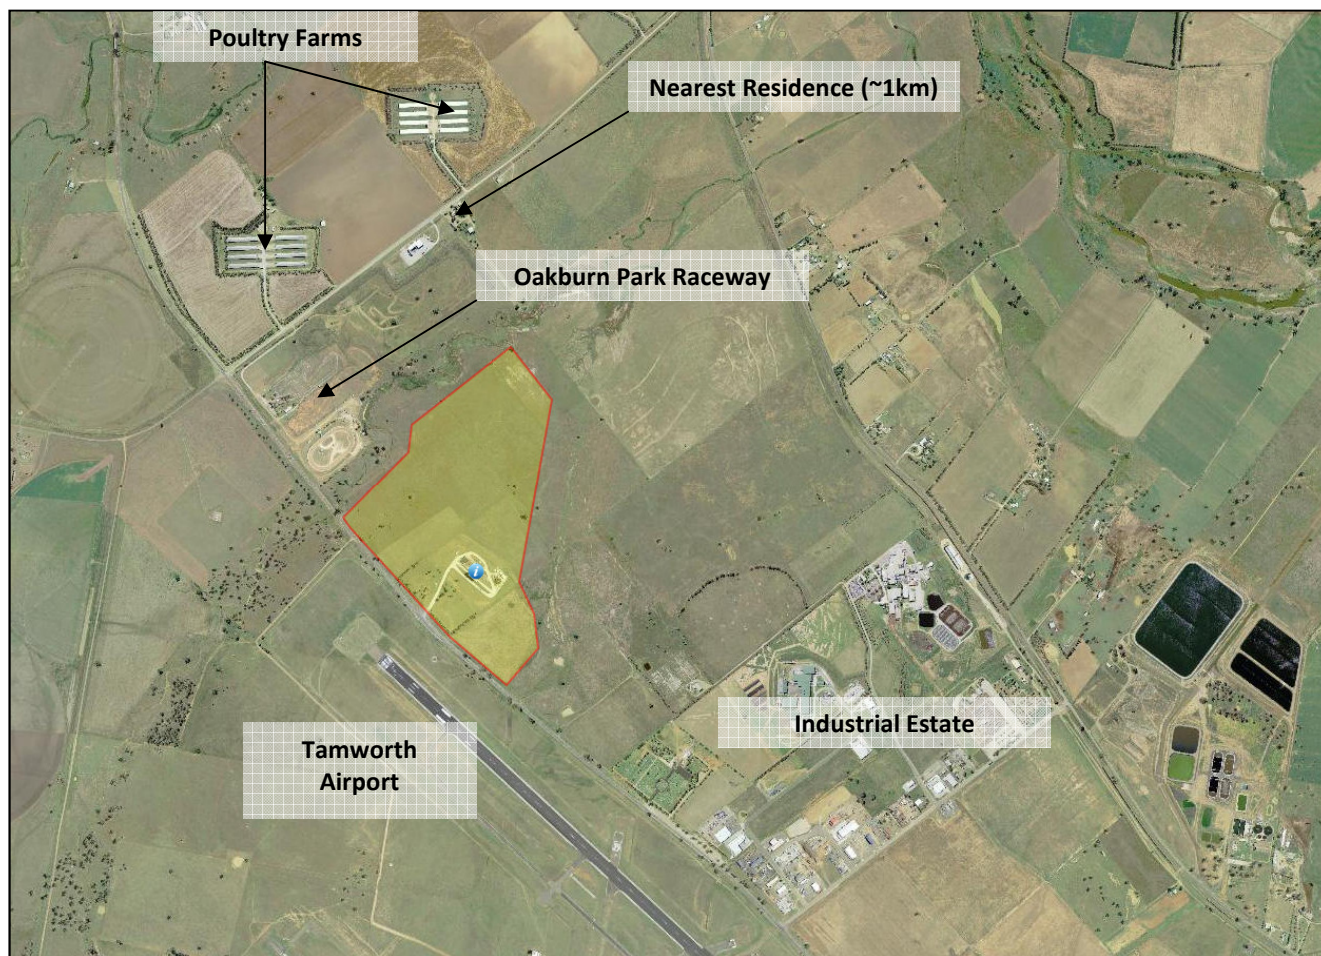 Poultry Farms
Nearest Residence (~1km)
Oakburn Park Raceway
Industrial Estate
Tamworth
Airport